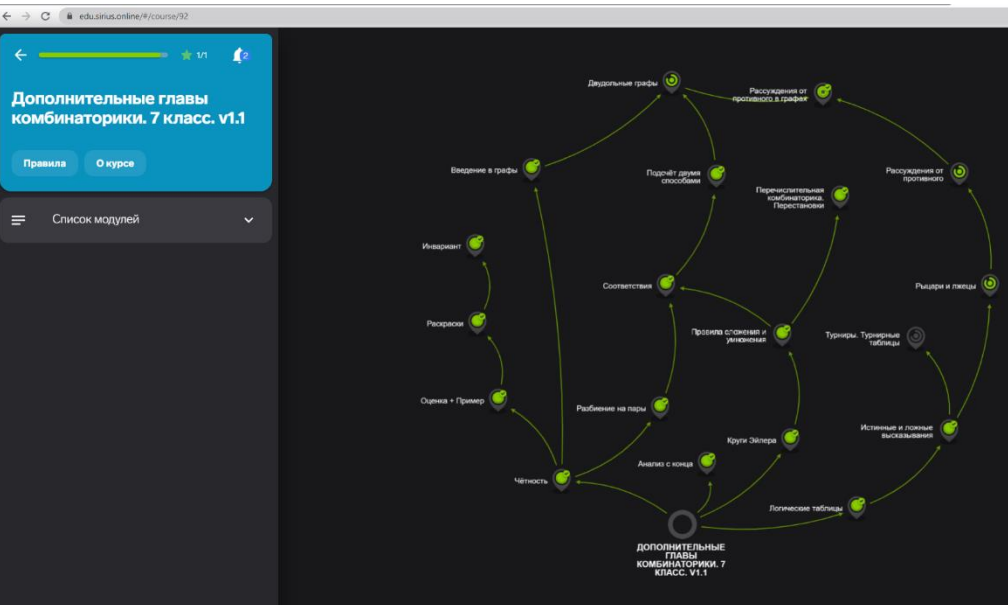 edu.sirius.online/#/course/92
1/1
2
Дополнительные главы
комбинаторики. 7 класс. v1.1
Правила
О курсе
Список модулей
Двудольные графы
Рассуждения от
противного в графах
Введение в графы
Подсчёт двумя
способами
Перечислительная
комбинаторика.
Перестановки
Рассуждения от
противного
Инвариант
Соответствия
Рыцари и лжецы
Раскраски
Правила сложения и
умножения
Турниры. Турнирные
таблицы
Оценка + Пример
Разбиение на пары
Истинные и ложные
высказывания
Круги Эйлера
Анализ с конца
Чётность
Логические таблицы
ДОПОЛНИТЕЛЬНЫЕ
ГЛАВЫ
КОМБИНАТОРИКИ. 7
КЛАСС. V1.1